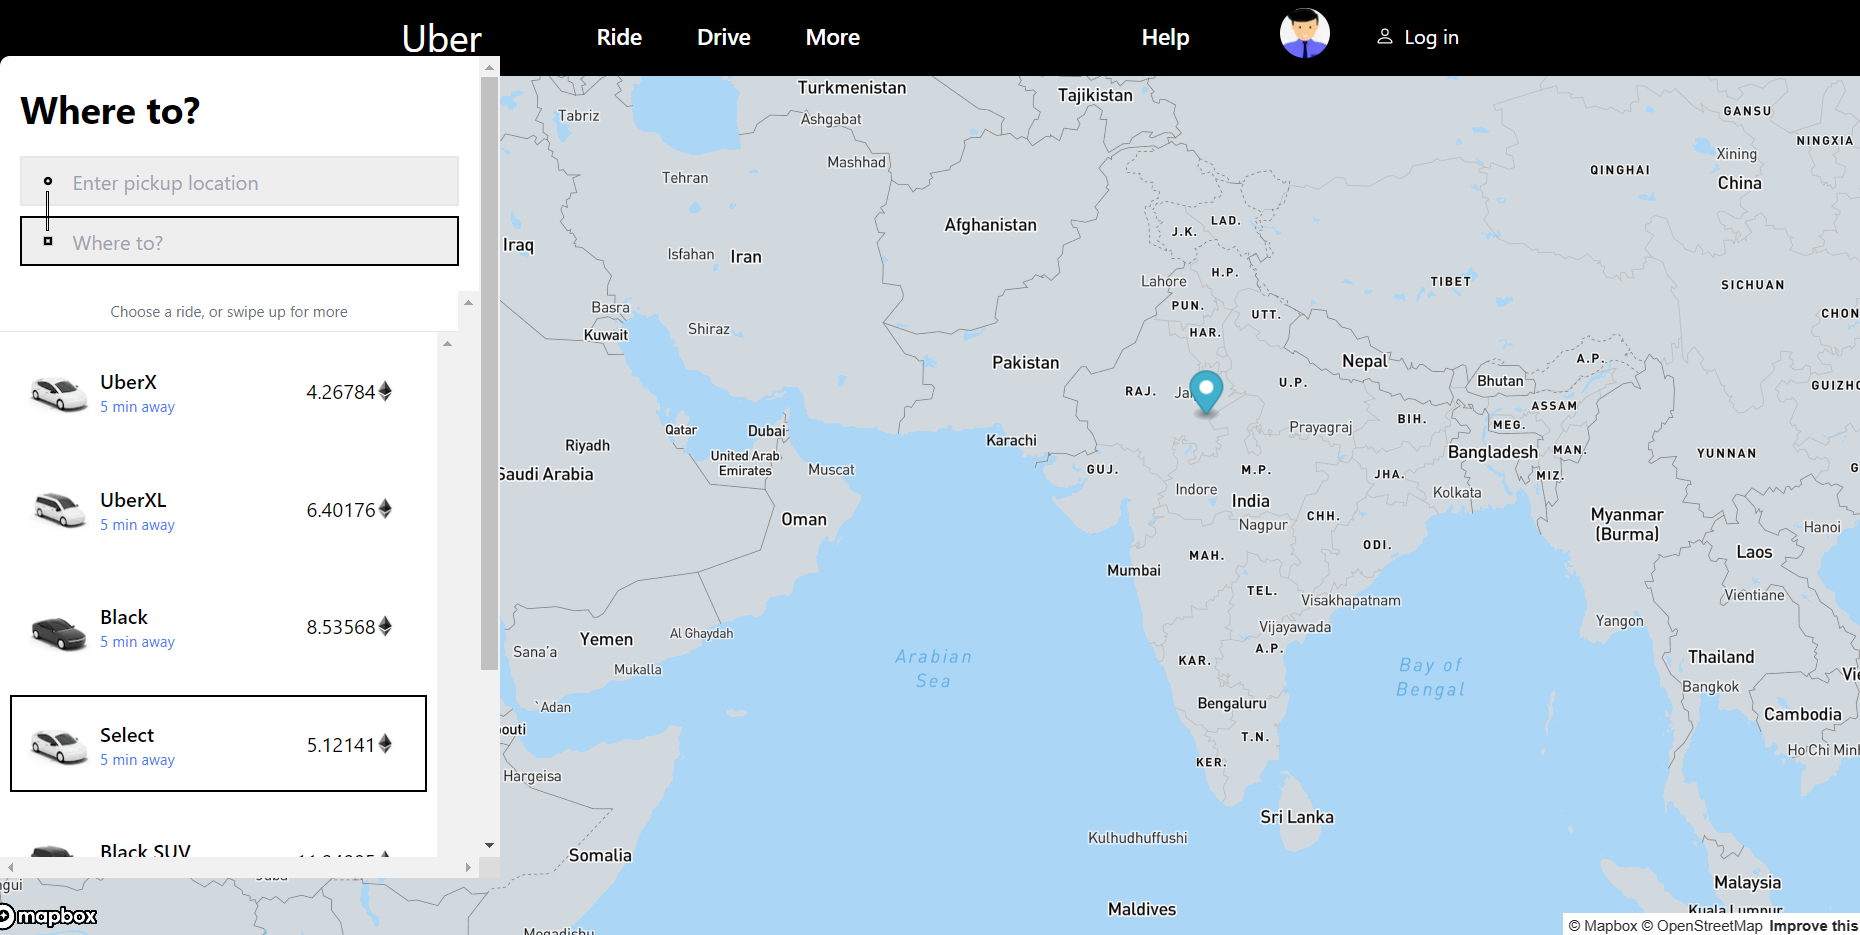 Uber
Ride
Drive
More
Help
Log in
Where to?
Enter pickup location
Where to?
Choose a ride, or swipe up for more
UberX
5 min away
4.26784
UberXL
5 min away
6.40176
Black
5 min away
8.53568
Select
5 min away
5.12141
Black SUV
Turkmenistan
Tajikistan
GANSU
Tabriz
Ashgabat
NINGXIA
Mashhad
Xining
Tehran
QINGHAI
China
Afghanistan
LAD.
J.K.
Iraq
Isfahan
Iran
H.P.
Lahore
TIBET
SICHUAN
Basra
PUN.
UTT.
CHON
Kuwait
Shiraz
HAR.
Pakistan
Nepal
A.P.
RAJ.
Ja
U.P.
Bhutan
GUIZHO
ASSAM
Qatar
Dubai
Prayagraj
BIH.
MEG.
Riyadh
Karachi
United Arab
Emirates
Muscat
GUJ.
M.P.
JHA.
Bangladesh
MAN.
YUNNAN
Saudi Arabia
MIZ.
G
Indore
India
Kolkata
Oman
Nagpur
CHH.
Myanmar
(Burma)
Hanoi
MAH.
ODI.
Laos
Mumbai
TEL.
Visakhapatnam
Vientiane
Yemen
Al Ghaydah
Vijayawada
Yangon
Sana'a
Mukalla
Arabian
Sea
KAR.
A.P.
Bay of
Bengal
Thailand
Bangkok
Vie
`Adan
Bengaluru
Cambodia
outi
T.N.
Ho Chi Minh
Hargeisa
KER.
Sri Lanka
Kulhudhuffushi
Somalia
Malaysia
gui
Juba
Maldives
Kuala Lumpur
mapbox
Mogadishu
© Mapbox © OpenStreetMap Improve this